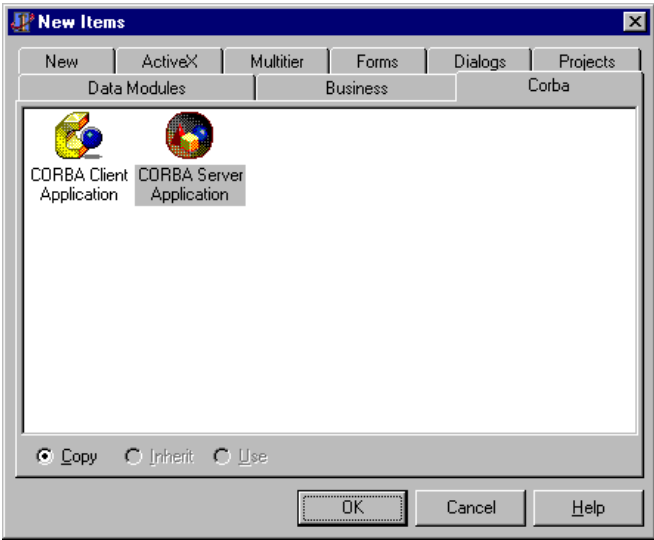 New Items
New ActiveX Multitier Forms Dialogs Projects
Data Modules Business Corba
CORBA Client CORBA Server
Application Application
Copy Inherit Use
OK Cancel Help